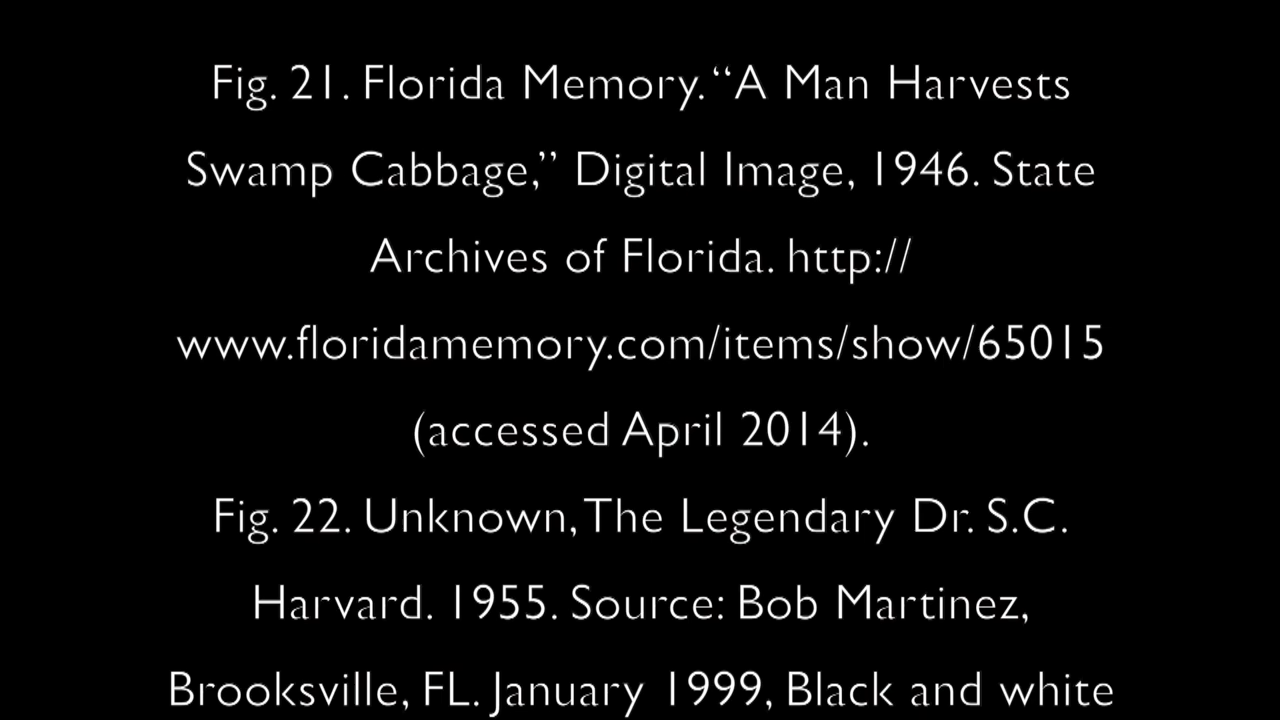 Fig. 21. Florida Memory. “A Man Harvests
Swamp Cabbage,” Digital Image, 1946. State
Archives of Florida. http://
www.floridamemory.com/items/show/65015
(accessed April 2014).
Fig. 22. Unknown, The Legendary Dr. S.C.
Harvard. 1955. Source: Bob Martinez,
Brooksville, FL. January 1999, Black and white